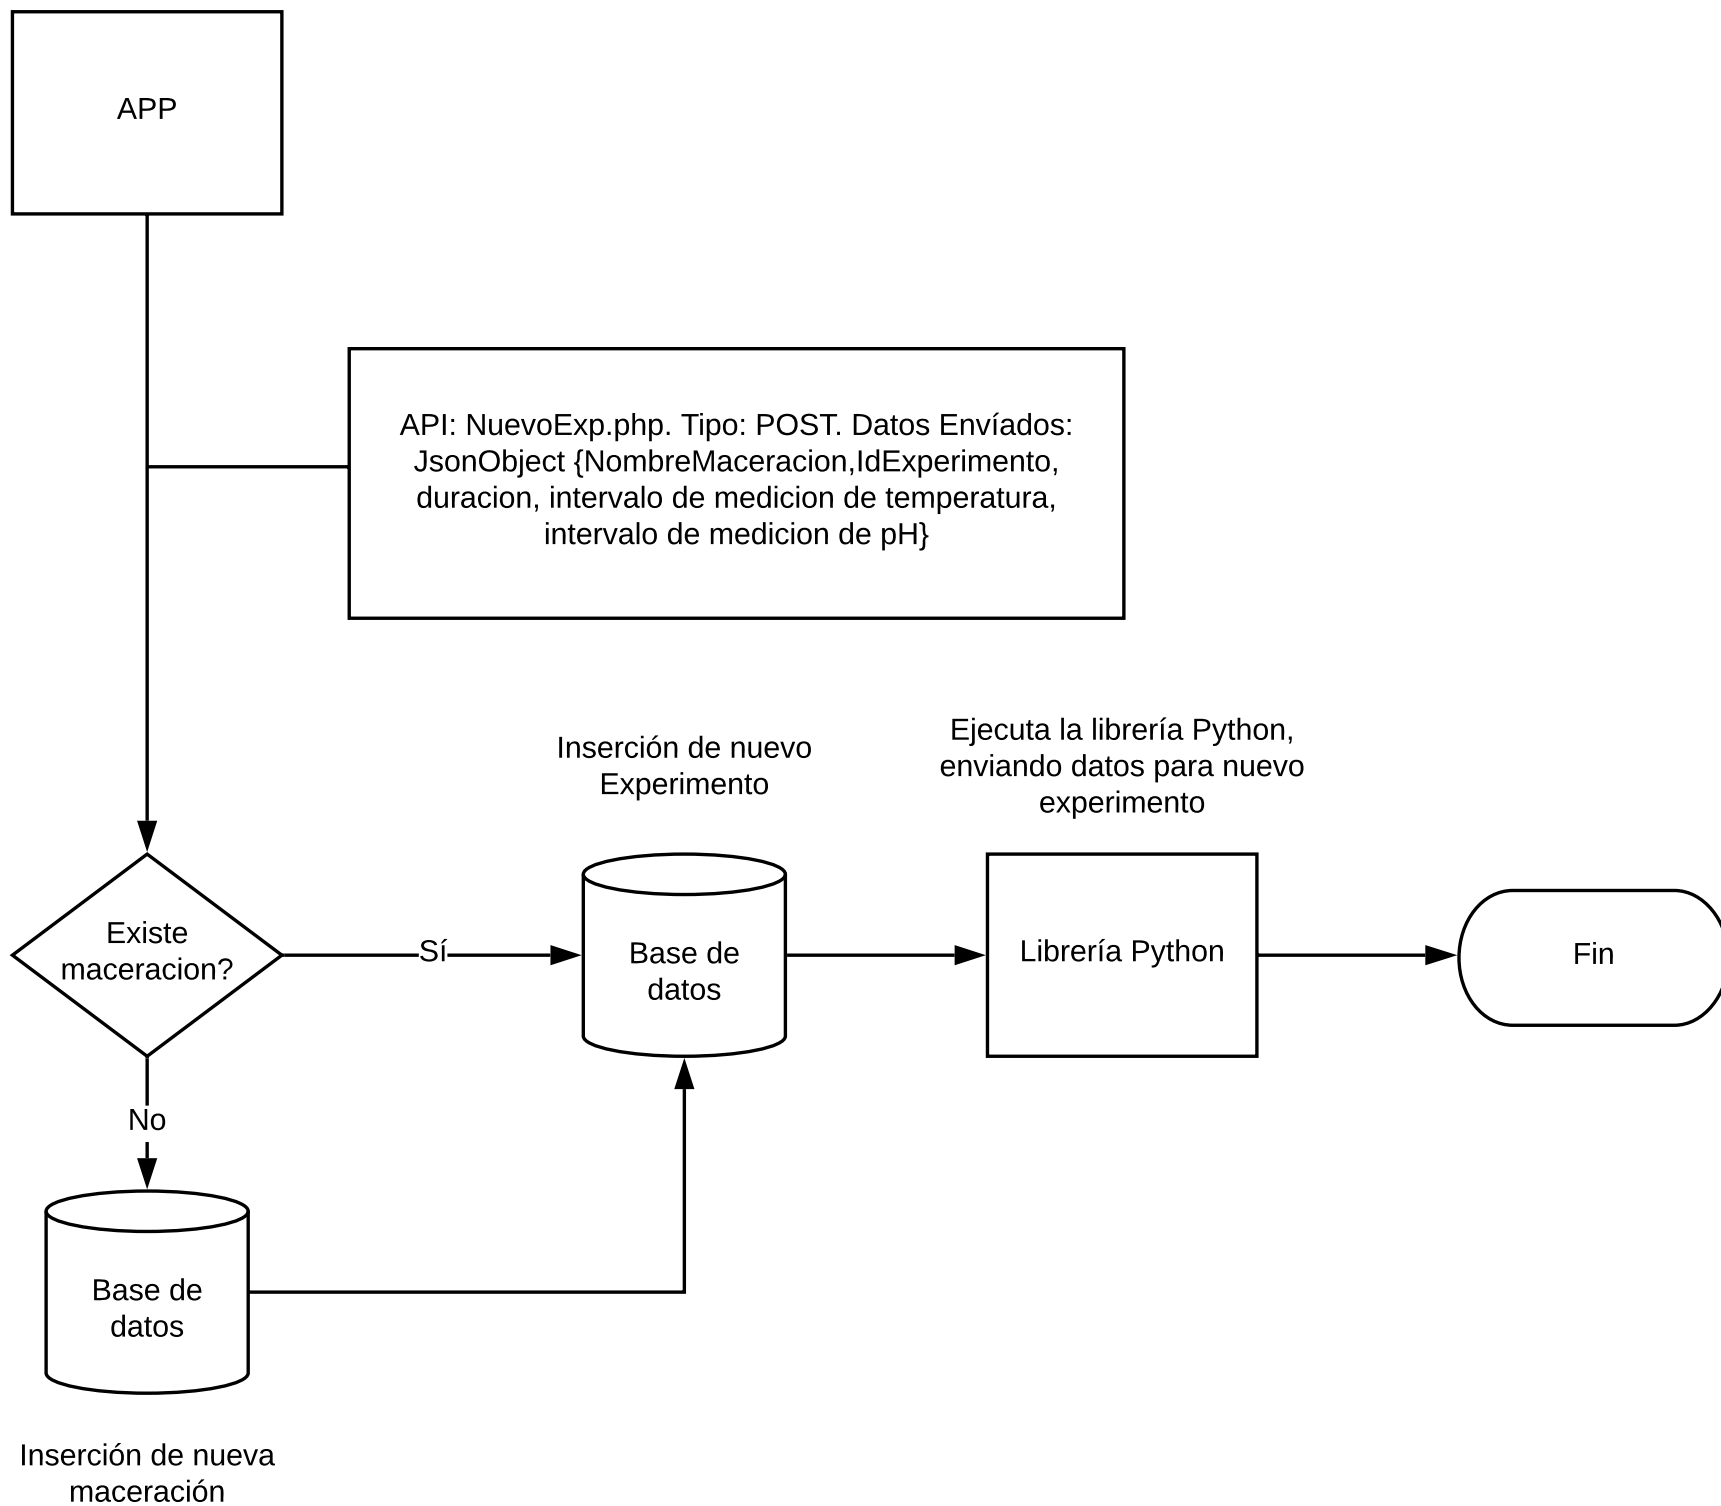 APP
API: NuevoExp.php. Tipo: POST. Datos Envíados:
JsonObject {NombreMaceracion,IdExperimento,
duracion, intervalo de medicion de temperatura,
intervalo de medicion de pH}
Inserción de nuevo
Experimento
Ejecuta la librería Python,
enviando datos para nuevo
experimento
Existe
maceracion?
Sí
Base de
datos
Librería Python
Fin
No
Base de
datos
Inserción de nueva
maceración